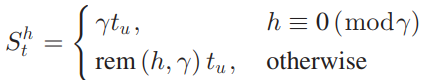 S_t^h = { γt_u,    h ≡ 0 (mod γ)
rem (h, γ) t_u,    otherwise